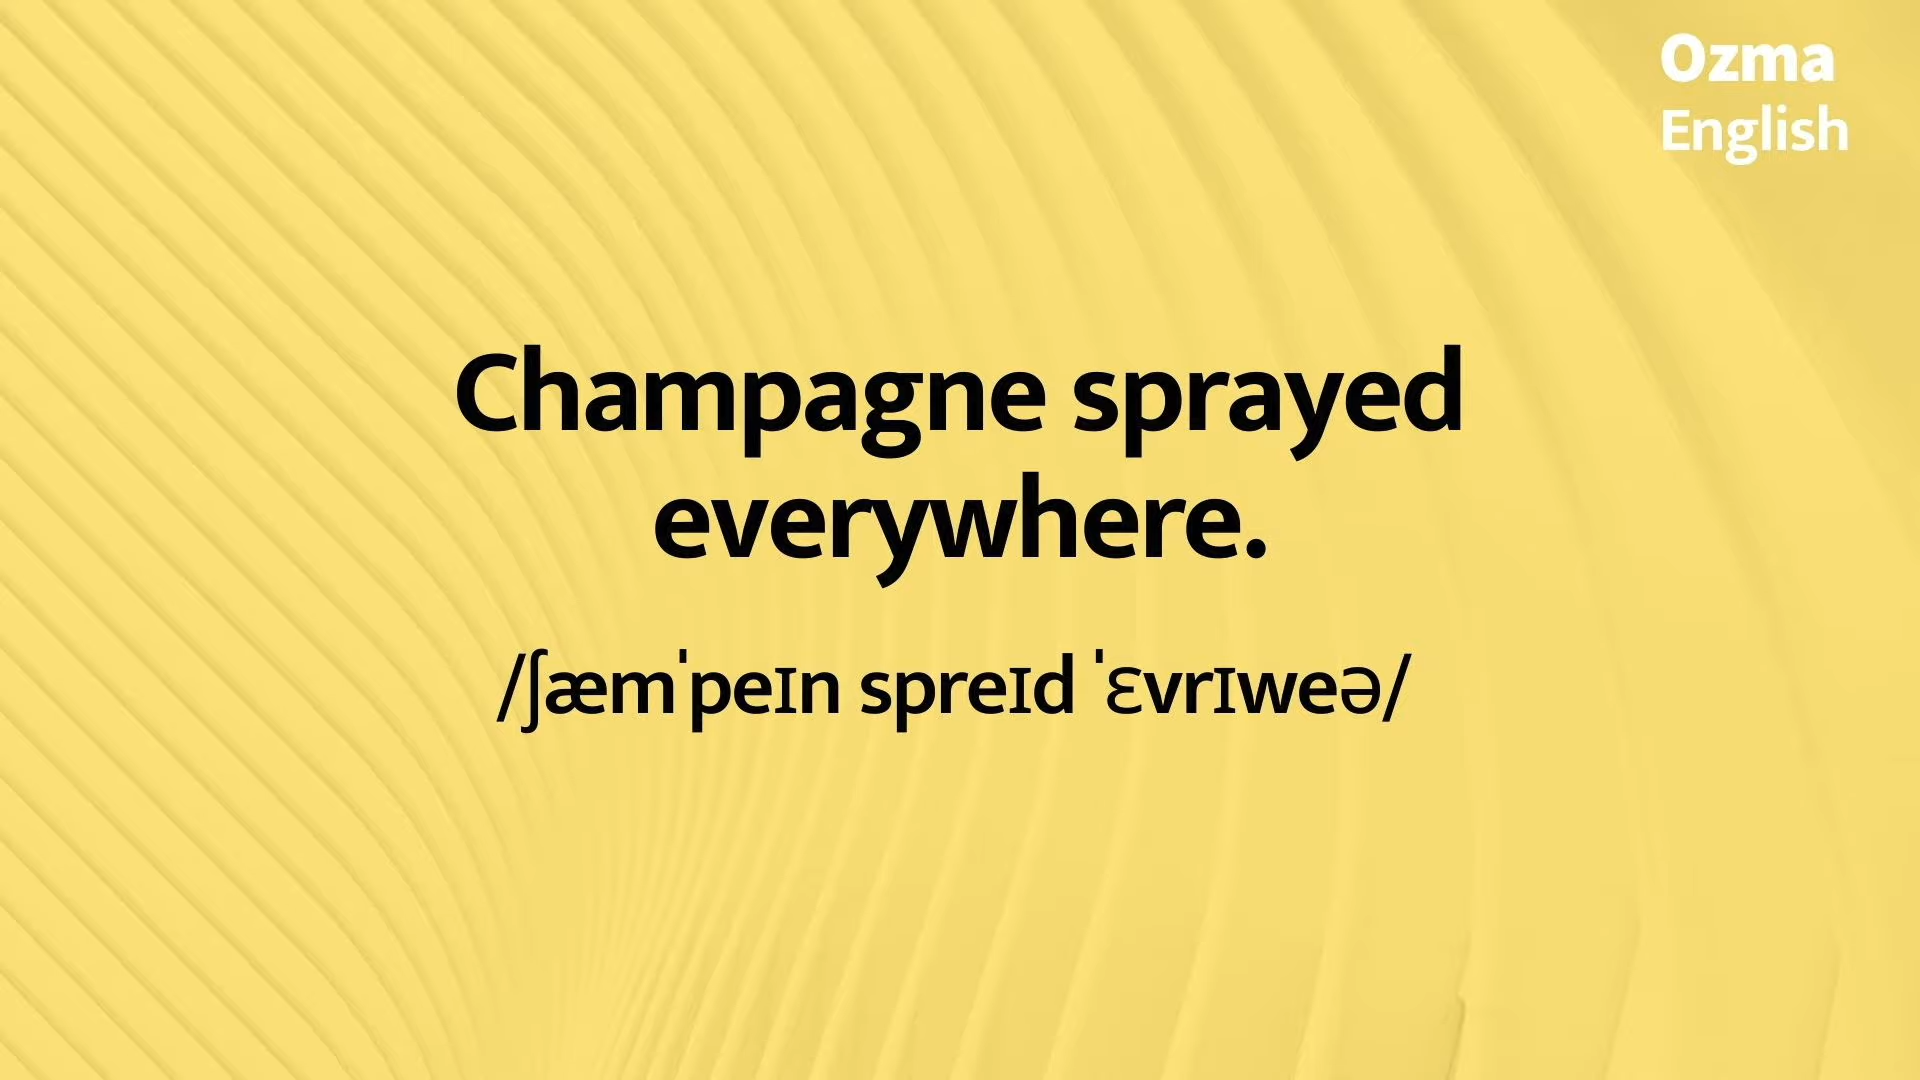 Ozma
English
Champagne sprayed
everywhere.
/ʃæmˈpeɪn spreɪd ˈɛvrɪweə/